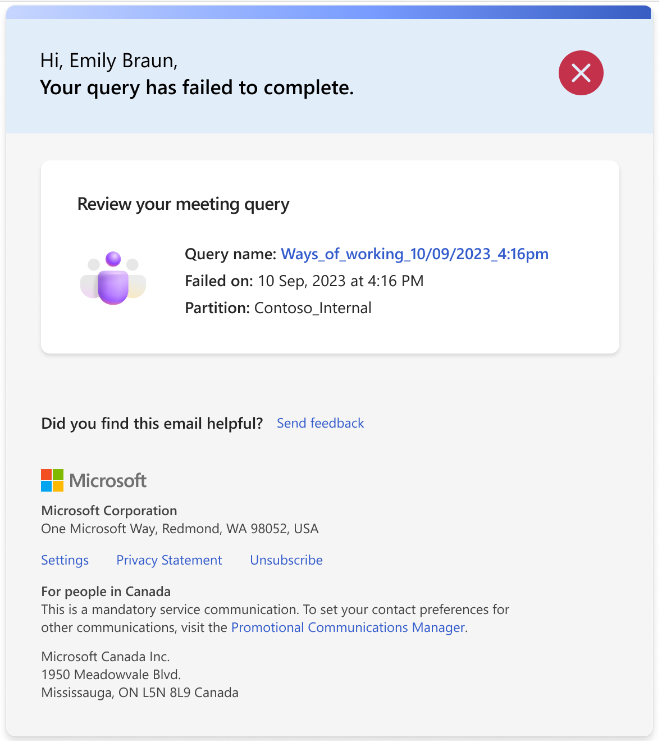 Hi, Emily Braun,
Your query has failed to complete.
Review your meeting query
Query name: Ways_of_working_10/09/2023_4:16pm
Failed on: 10 Sep, 2023 at 4:16 PM
Partition: Contoso_Internal
Did you find this email helpful? Send feedback
Microsoft
Microsoft Corporation
One Microsoft Way, Redmond, WA 98052, USA
Settings Privacy Statement Unsubscribe
For people in Canada
This is a mandatory service communication. To set your contact preferences for
other communications, visit the Promotional Communications Manager.
Microsoft Canada Inc.
1950 Meadowvale Blvd.
Mississauga, ON L5N 8L9 Canada